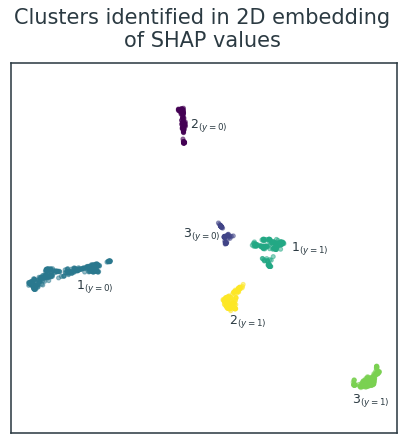 Clusters identified in 2D embedding
of SHAP values
2(y=0)
3(y=0)
1(y=1)
1(y=0)
2(y=1)
3(y=1)